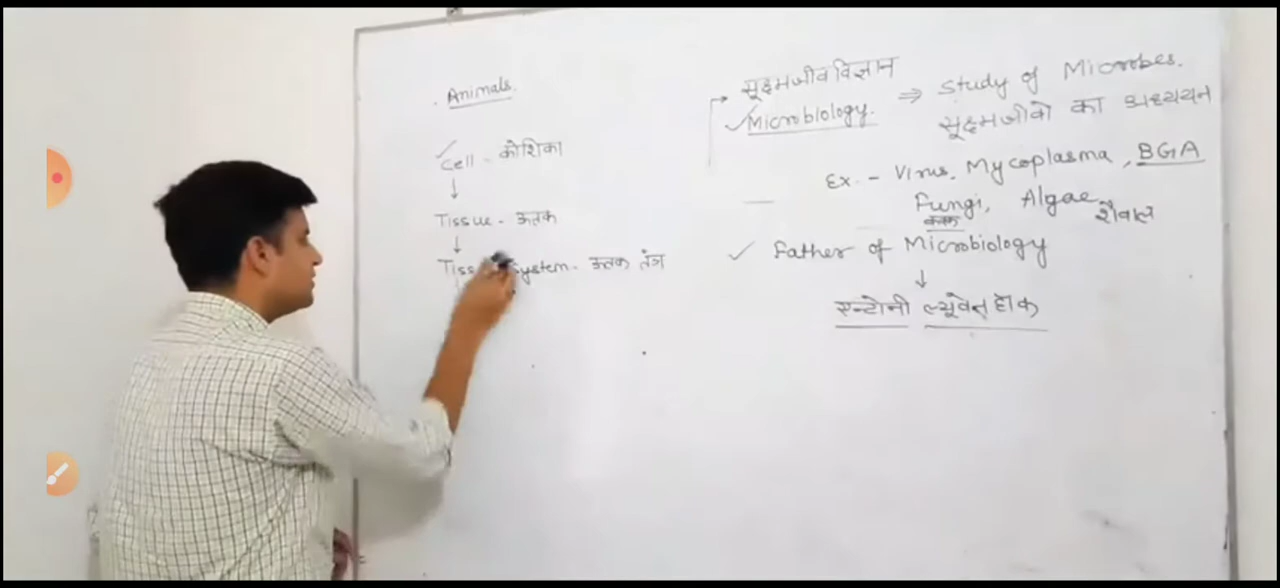 Animals.
Cell - कोशिका
↓
Tissue - ऊतक
↓
Tissue System - ऊतक तंत्र
सूक्ष्मजीव विज्ञान
Microbiology. ⇒ Study of Microbes.
सूक्ष्मजीवो का अध्ययन
Ex. - Virus, Mycoplasma, BGA
Fungi, Algae
कवक शैवाल
Father of Microbiology
↓
एन्टोनी ल्यूवेनहॉक